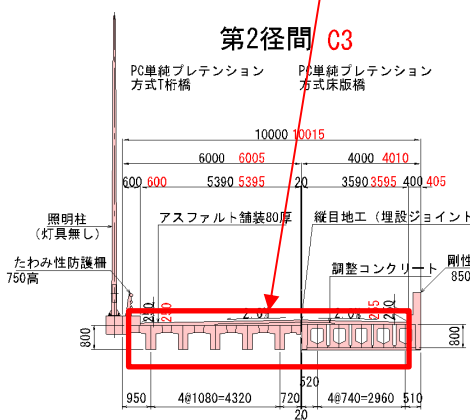 第2径間 C3
PC単純プレテンション
方式T桁橋
PC単純プレテンション
方式床版橋
10000 10015
6000 6005
4000 4010
600 600
5390 5395
20
3590 3595
400 405
照明柱
(灯具無し)
アスファルト舗装80厚
縦目地工（埋設ジョイント
たわみ性防護柵
750高
調整コンクリート
剛性
850
250
250
2.0%
2.0%
800
800
950
4@1080=4320
720
520
4@740=2960
510
20